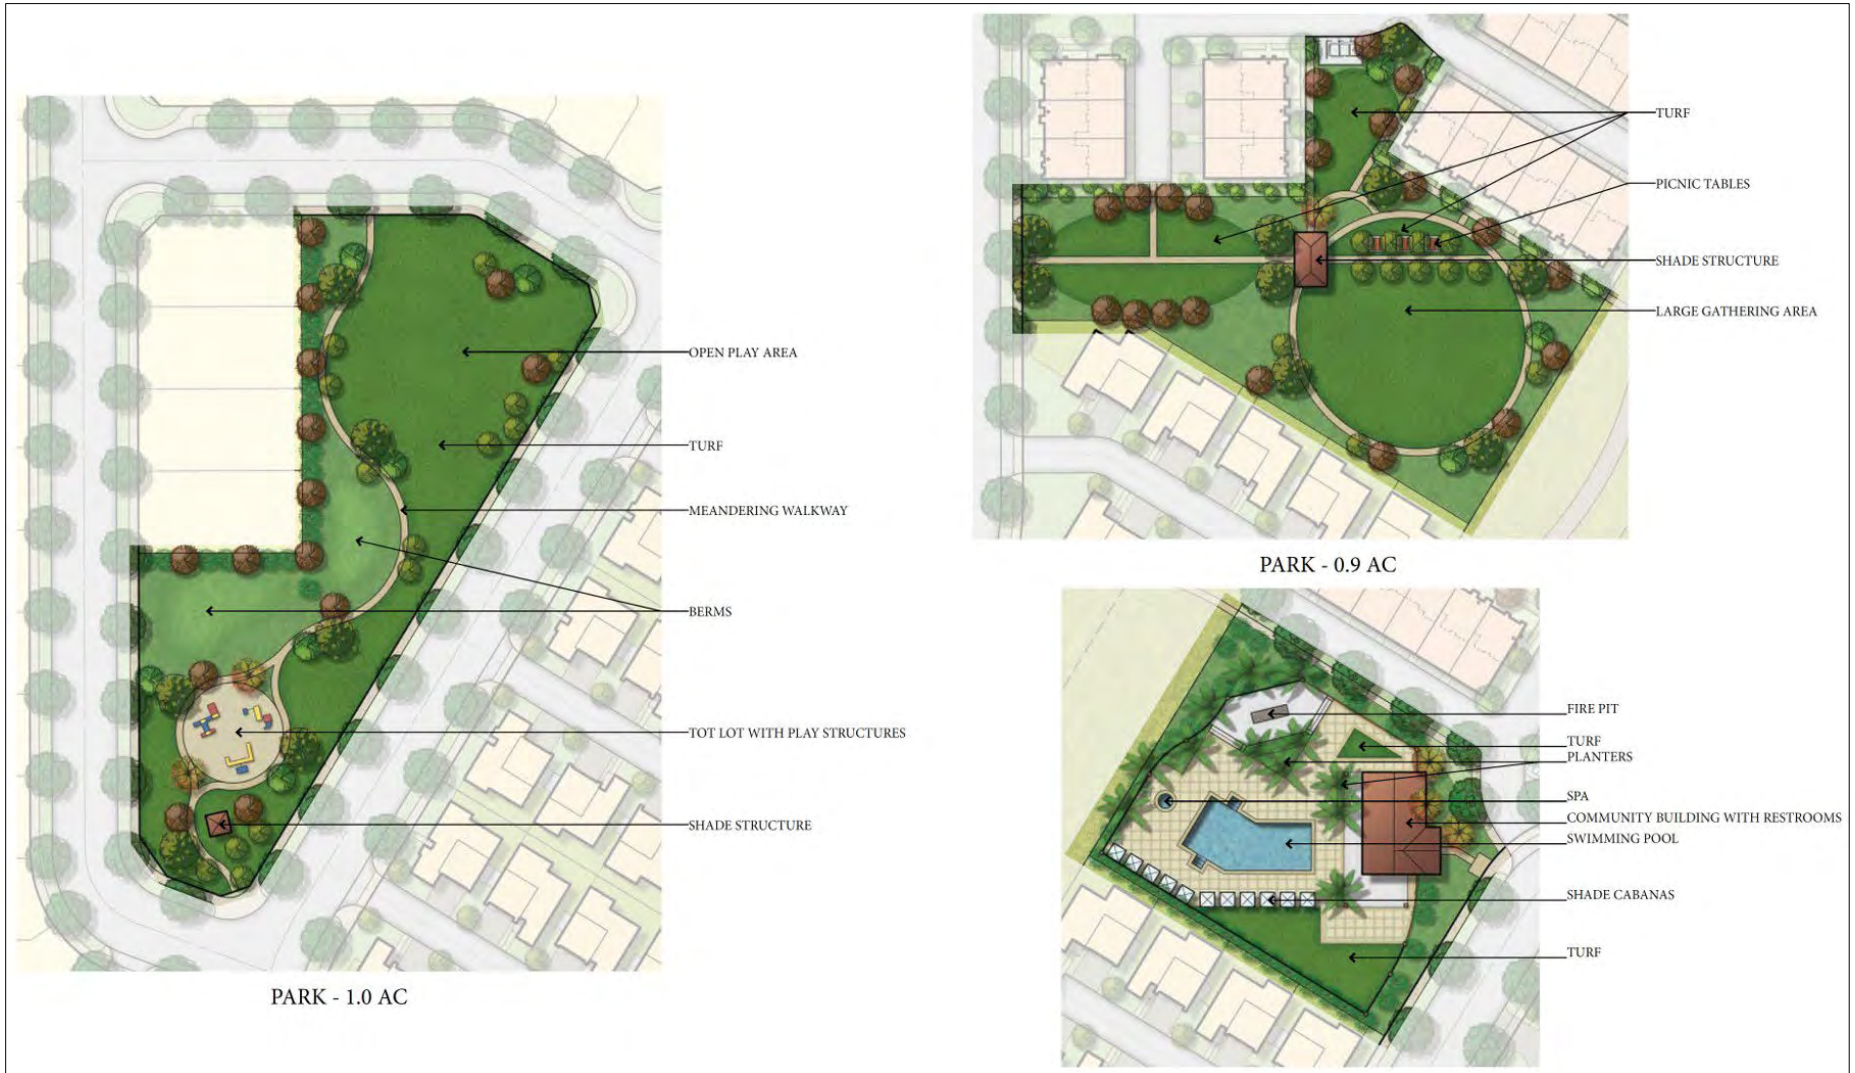 OPEN PLAY AREA
TURF
MEANDERING WALKWAY
BERMS
TOT LOT WITH PLAY STRUCTURES
SHADE STRUCTURE
PARK - 1.0 AC
TURF
PICNIC TABLES
SHADE STRUCTURE
LARGE GATHERING AREA
PARK - 0.9 AC
FIRE PIT
TURF
PLANTERS
SPA
COMMUNITY BUILDING WITH RESTROOMS
SWIMMING POOL
SHADE CABANAS
TURF